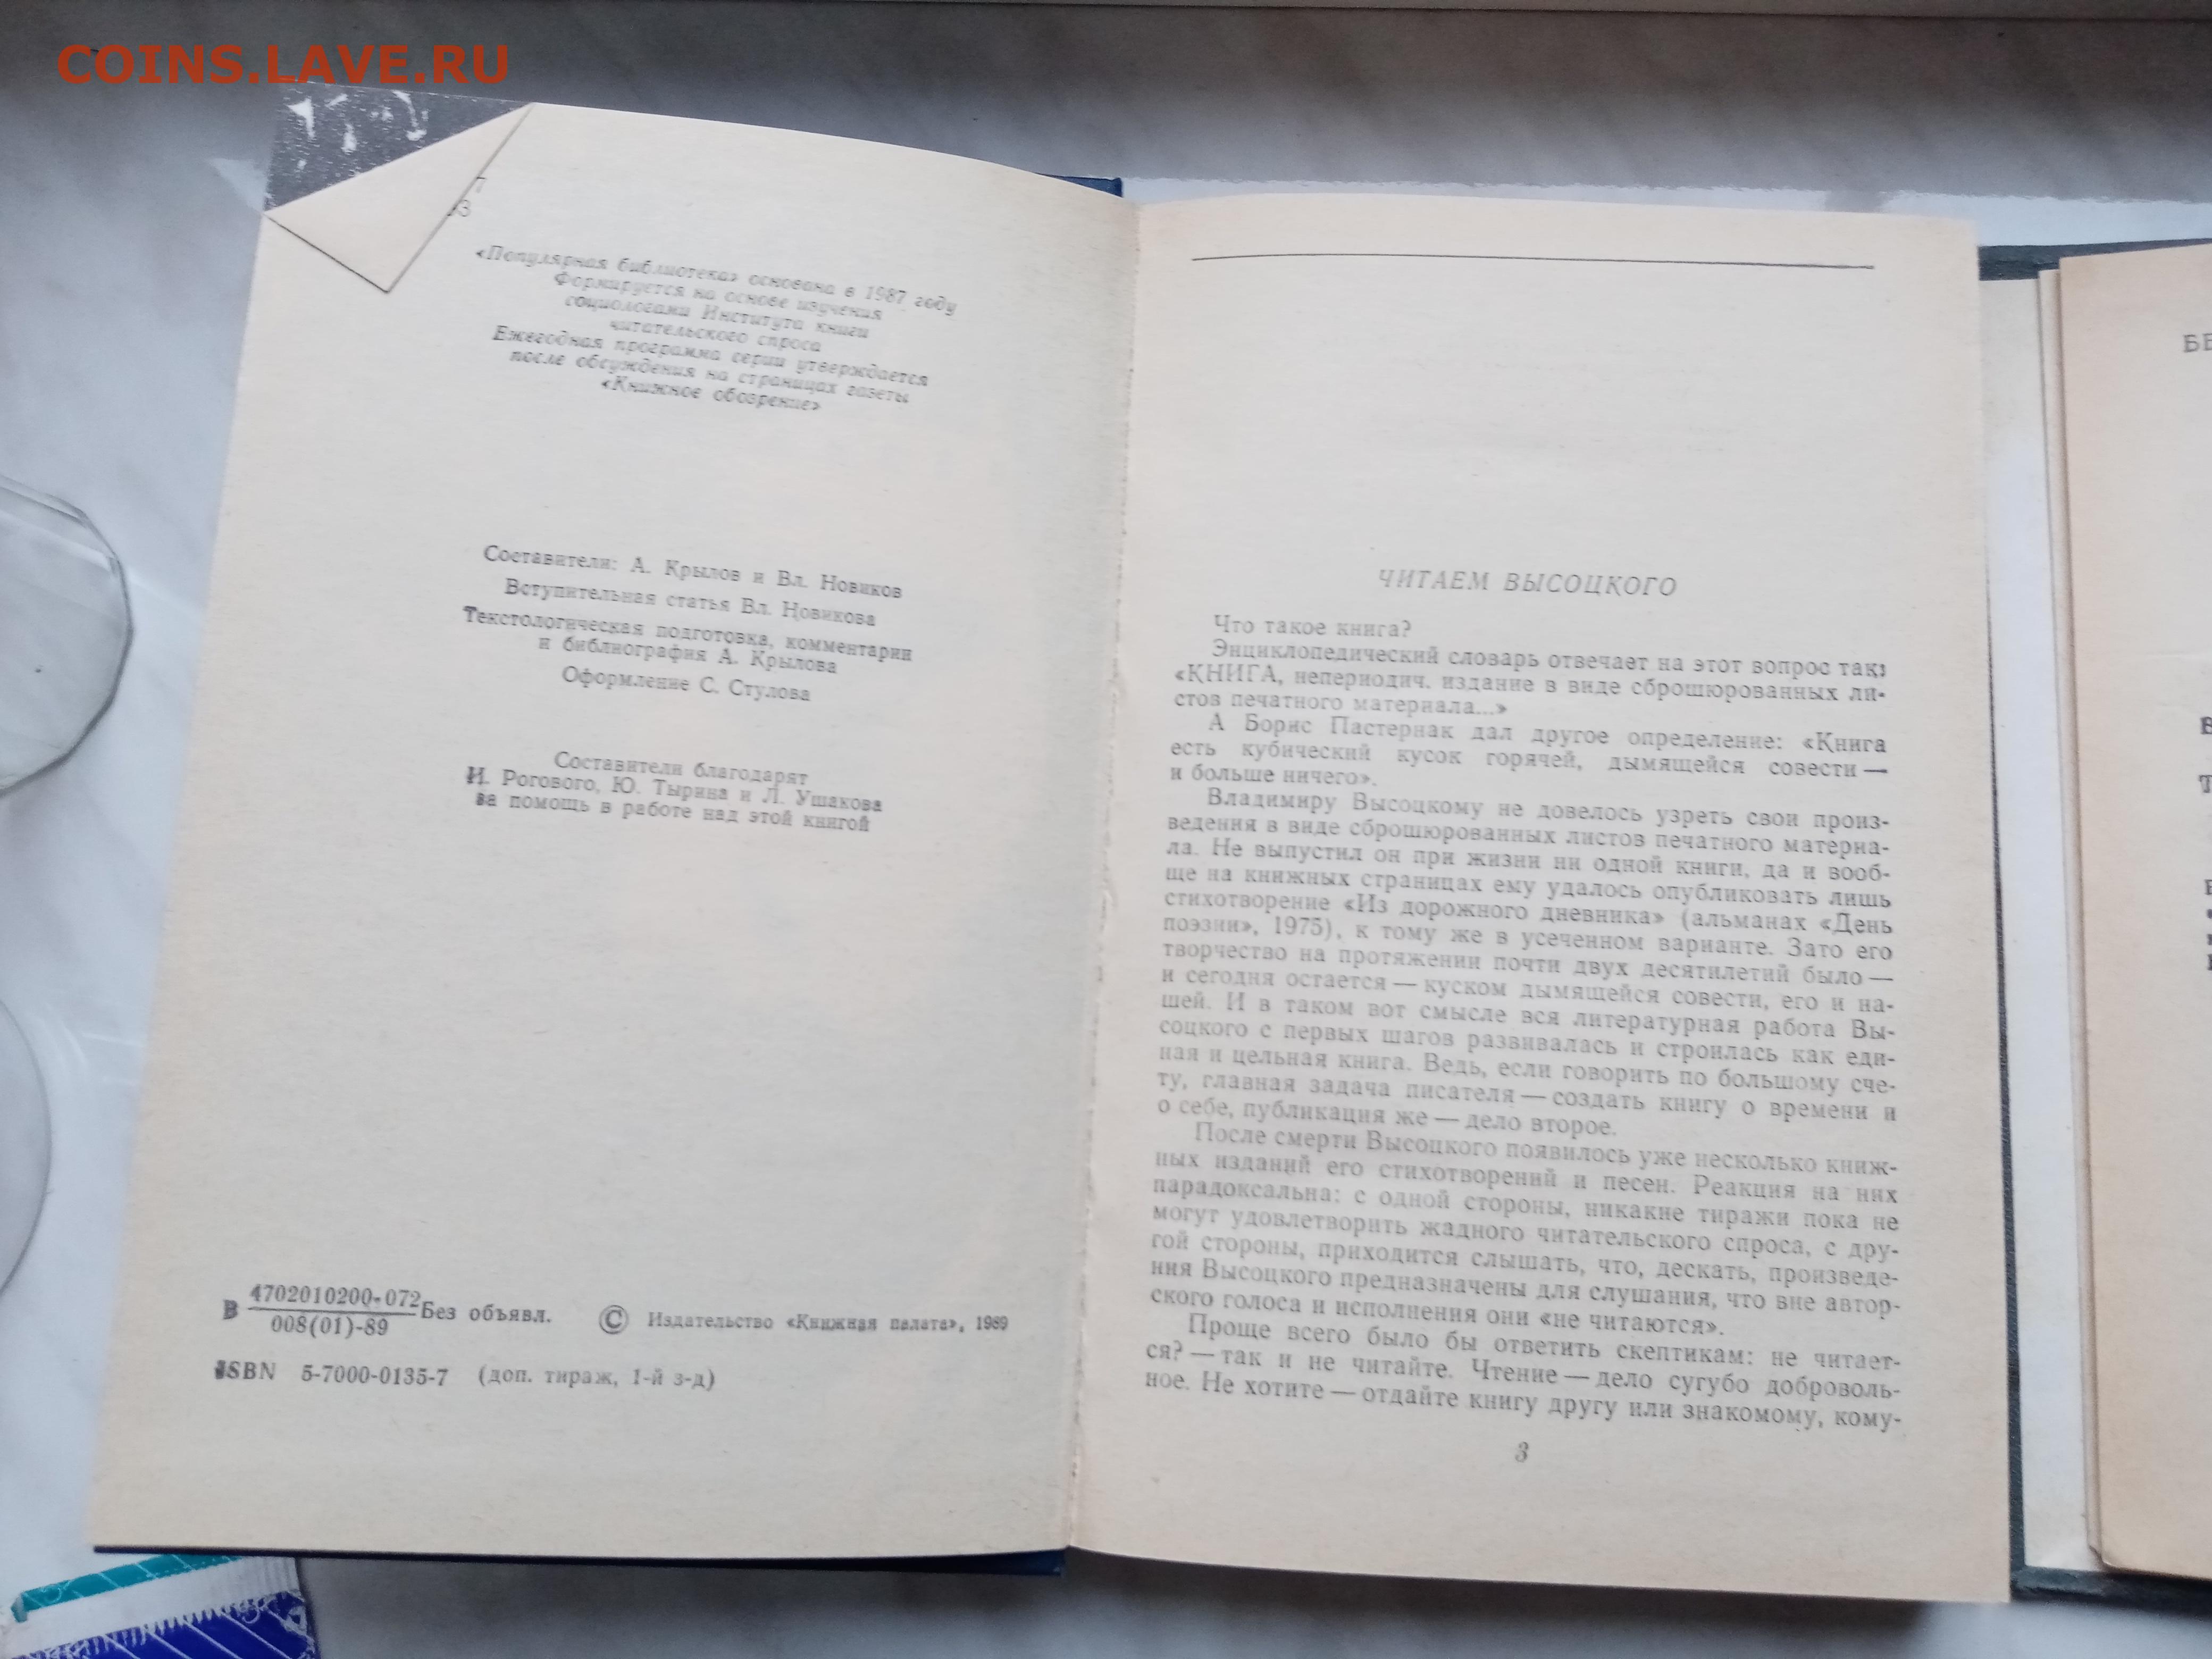 COINS.LAVE.RU
7
3
«Популярная библиотека» основана в 1987 году
Формируется на основе изучения
социологами Института книги
читательского спроса
Ежегодная программа серии утверждается
после обсуждения на страницах газеты
«Книжное обозрение»
Составители: А. Крылов и Вл. Новиков
Вступительная статья Вл. Новикова
Текстологическая подготовка, комментарии
и библиография А. Крылова
Оформление С. Стулова
Составители благодарят
И. Рогового, Ю. Тырина и Л. Ушакова
за помощь в работе над этой книгой
В 4702010200-072 Без объявл. © Издательство «Книжная палата», 1989
008(01)-89
ISBN 5-7000-0135-7 (доп. тираж, 1-й з-д)
ЧИТАЕМ ВЫСОЦКОГО
Что такое книга?
Энциклопедический словарь отвечает на этот вопрос так:
«КНИГА, непериодич. издание в виде сброшюрованных ли-
стов печатного материала...»
А Борис Пастернак дал другое определение: «Книга
есть кубический кусок горячей, дымящейся совести —
и больше ничего».
Владимиру Высоцкому не довелось узреть свои произ-
ведения в виде сброшюрованных листов печатного материа-
ла. Не выпустил он при жизни ни одной книги, да и вооб-
ще на книжных страницах ему удалось опубликовать лишь
стихотворение «Из дорожного дневника» (альманах «День
поэзии», 1975), к тому же в усеченном варианте. Зато его
творчество на протяжении почти двух десятилетий было —
и сегодня остается — куском дымящейся совести, его и на-
шей. И в таком вот смысле вся литературная работа Вы-
соцкого с первых шагов развивалась и строилась как еди-
ная и цельная книга. Ведь, если говорить по большому сче-
ту, главная задача писателя — создать книгу о времени и
о себе, публикация же — дело второе.
После смерти Высоцкого появилось уже несколько книж-
ных изданий его стихотворений и песен. Реакция на них
парадоксальна: с одной стороны, никакие тиражи пока не
могут удовлетворить жадного читательского спроса, с дру-
гой стороны, приходится слышать, что, дескать, произведе-
ния Высоцкого предназначены для слушания, что вне автор-
ского голоса и исполнения они «не читаются».
Проще всего было бы ответить скептикам: не читает-
ся? — так и не читайте. Чтение — дело сугубо доброволь-
ное. Не хотите — отдайте книгу другу или знакомому, кому-
3